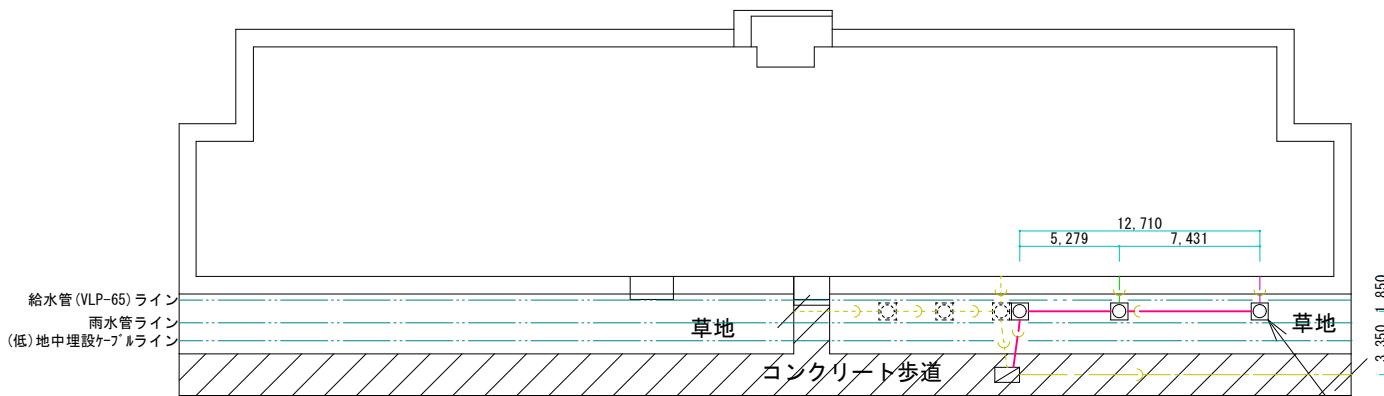 12,710
5,279
7,431
給水管(VLP-65)ライン
雨水管ライン
(低)地中埋設ｹｰﾌﾞﾙライン
草地
草地
1,850
3,350
コンクリート歩道